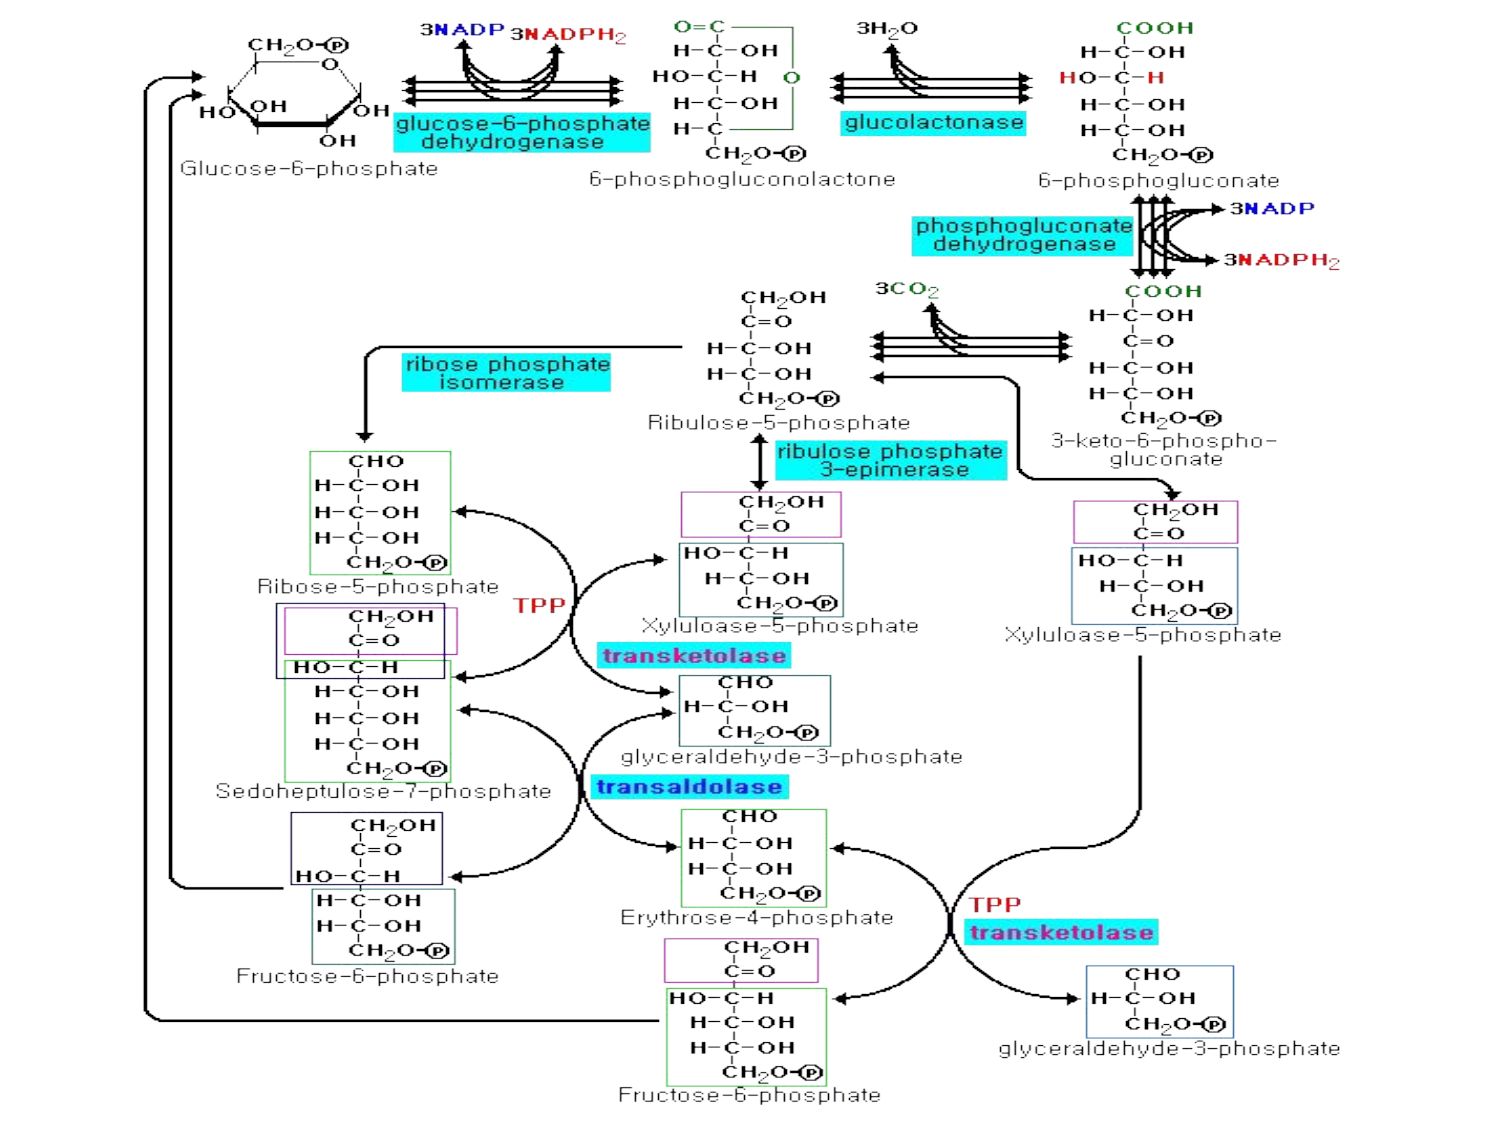 CH2O-P
O
HO
OH
OH
OH
Glucose-6-phosphate
3NADP 3NADPH2
glucose-6-phosphate
dehydrogenase
O=C
H-C-OH
HO-C-H
O
H-C-OH
H-C
CH2O-P
6-phosphogluconolactone
3H2O
glucolactonase
COOH
H-C-OH
HO-C-H
H-C-OH
H-C-OH
CH2O-P
6-phosphogluconate
phosphogluconate
dehydrogenase
3NADP
3NADPH2
COOH
H-C-OH
C=O
H-C-OH
H-C-OH
CH2O-P
3-keto-6-phospho-
gluconate
3CO2
CH2OH
C=O
H-C-OH
H-C-OH
CH2O-P
Ribulose-5-phosphate
ribose phosphate
isomerase
ribulose phosphate
3-epimerase
CHO
H-C-OH
H-C-OH
H-C-OH
CH2O-P
Ribose-5-phosphate
CH2OH
C=O
HO-C-H
H-C-OH
CH2O-P
Xyluloase-5-phosphate
CH2OH
C=O
HO-C-H
H-C-OH
CH2O-P
Xyluloase-5-phosphate
TPP
transketolase
CH2OH
C=O
HO-C-H
H-C-OH
H-C-OH
H-C-OH
CH2O-P
Sedoheptulose-7-phosphate
CHO
H-C-OH
CH2O-P
glyceraldehyde-3-phosphate
transaldolase
CH2OH
C=O
HO-C-H
H-C-OH
H-C-OH
CH2O-P
Fructose-6-phosphate
CHO
H-C-OH
H-C-OH
CH2O-P
Erythrose-4-phosphate
TPP
transketolase
CH2OH
C=O
HO-C-H
H-C-OH
H-C-OH
CH2O-P
Fructose-6-phosphate
CHO
H-C-OH
CH2O-P
glyceraldehyde-3-phosphate